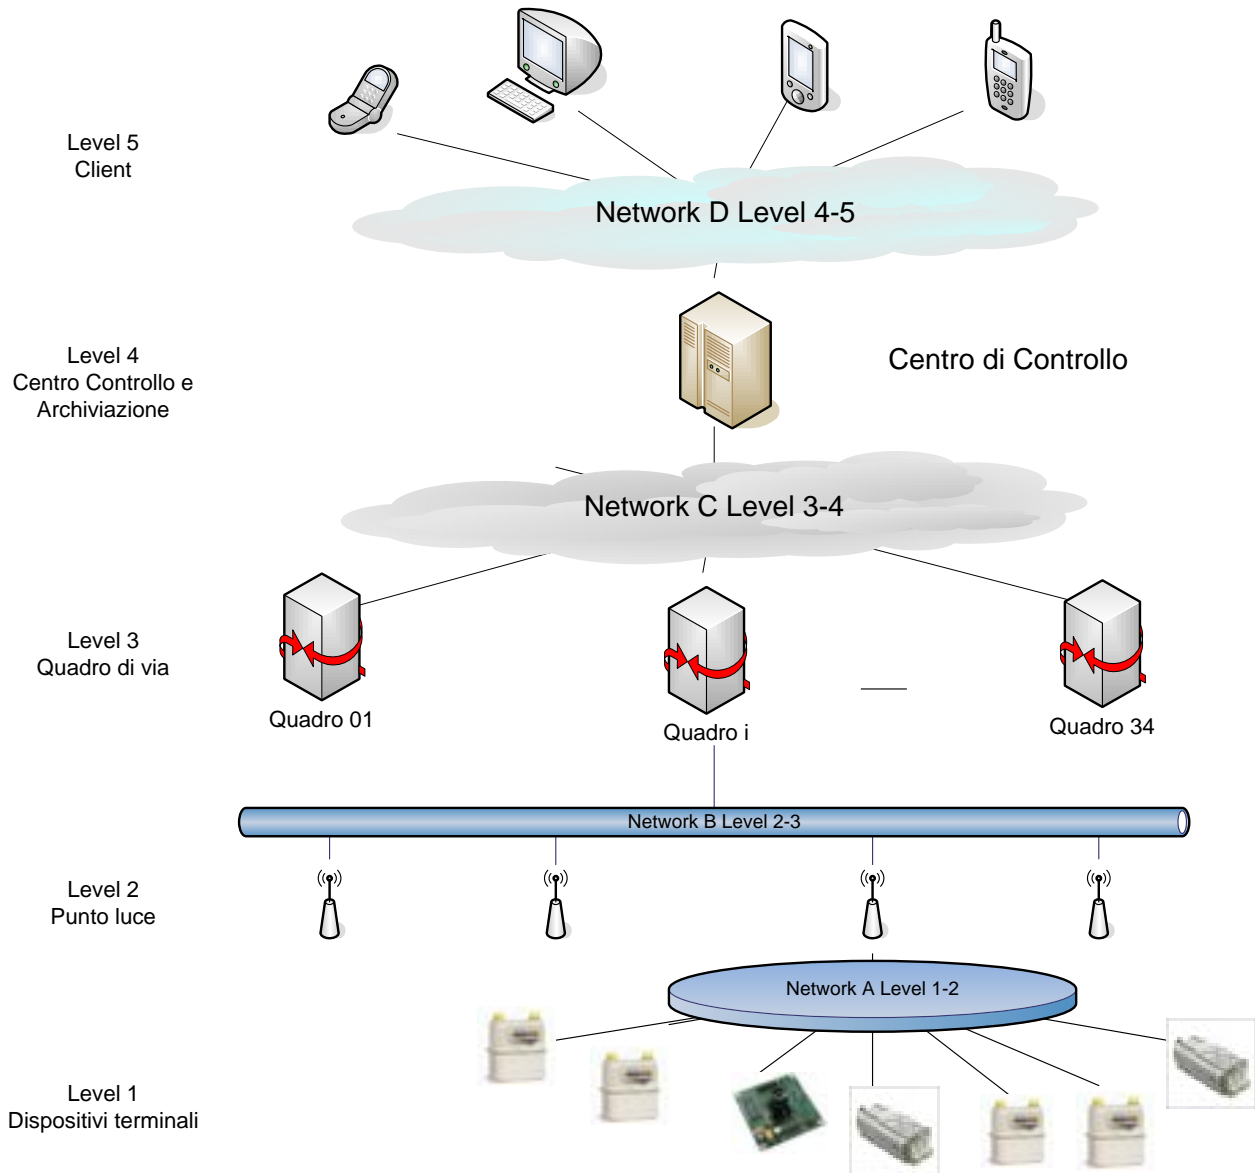 Level 5
Client
Network D Level 4-5
Level 4
Centro Controllo e
Archiviazione
Centro di Controllo
Network C Level 3-4
Level 3
Quadro di via
Quadro 01
Quadro i
Quadro 34
Network B Level 2-3
Level 2
Punto luce
Network A Level 1-2
Level 1
Dispositivi terminali